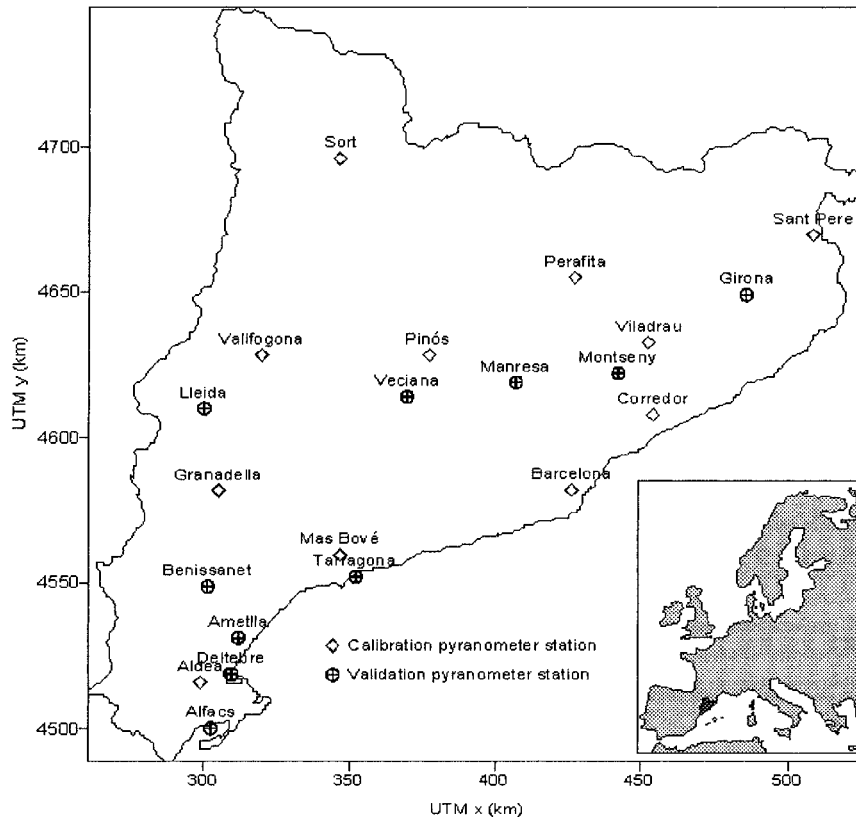 Sort
4700
Sant Pere
Perafita
Girona
4650
Viladrau
Vallfogona
Pinós
Montseny
Manresa
Veciana
Lleida
Corredor
4600
UTM y (km)
Granadella
Barcelona
Mas Bové
Tarragona
Benissanet
4550
Ametlla
Calibration pyranometer station
Deltebre
Aldea
Validation pyranometer station
Alfacs
4500
300
350
400
450
500
UTM x (km)